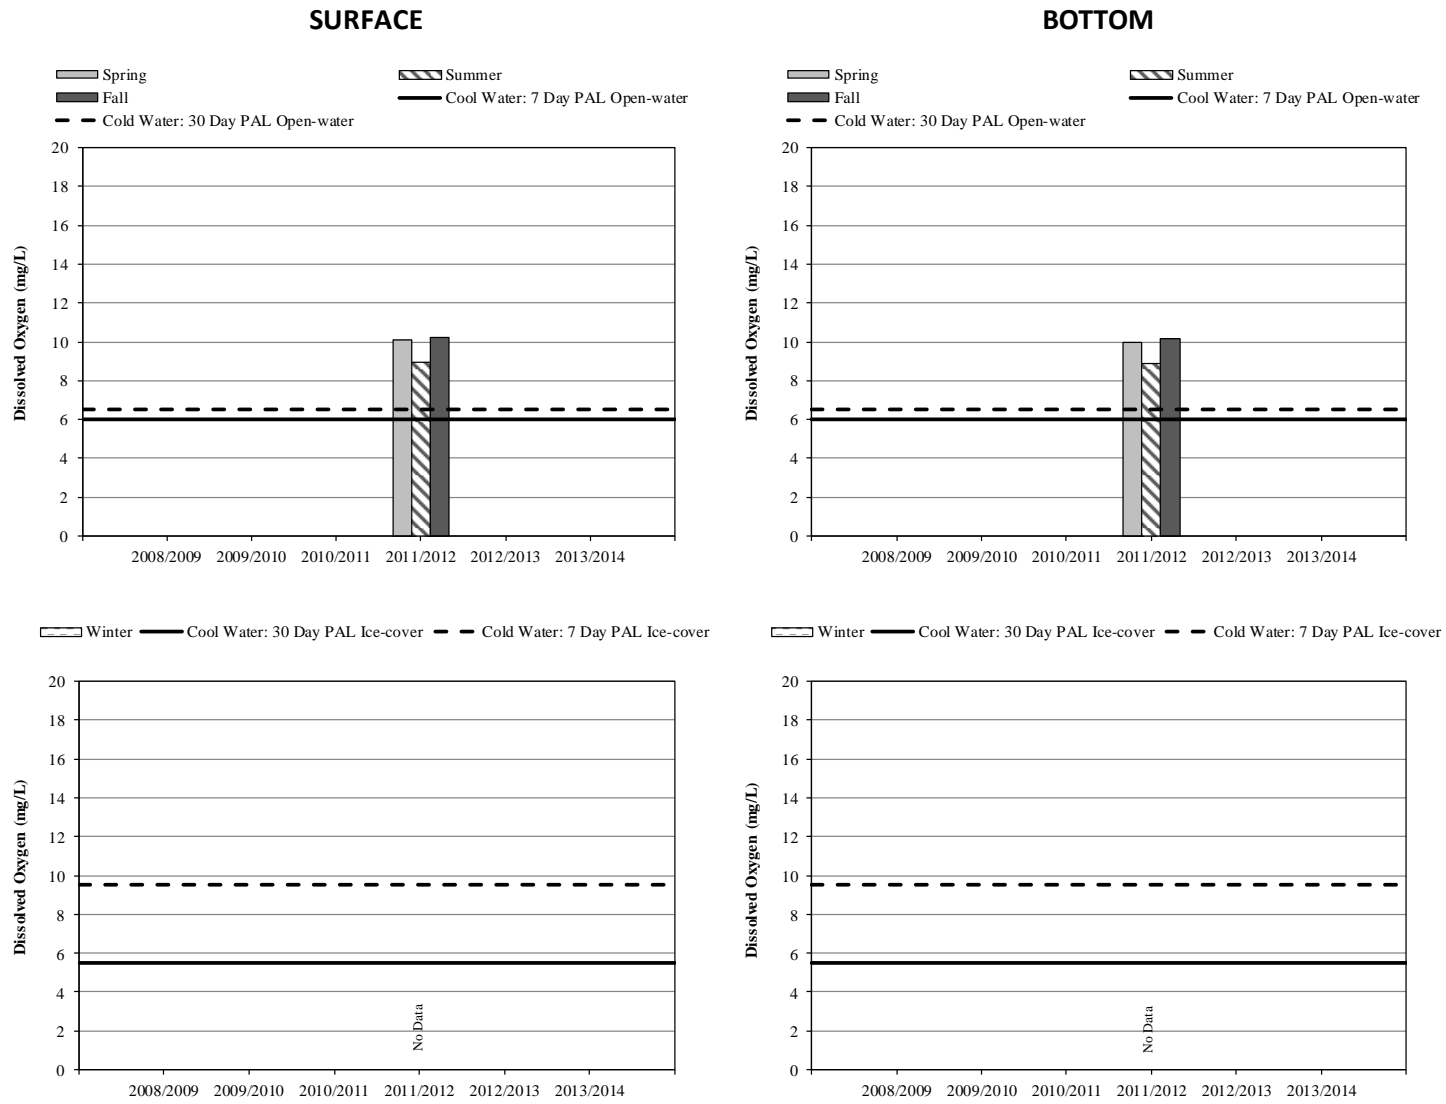 SURFACE
BOTTOM
Spring
Summer
Fall
Cool Water: 7 Day PAL Open-water
Cold Water: 30 Day PAL Open-water
Dissolved Oxygen (mg/L)
20
18
16
14
12
10
8
6
4
2
0
2008/2009 2009/2010 2010/2011 2011/2012 2012/2013 2013/2014
Spring
Summer
Fall
Cool Water: 7 Day PAL Open-water
Cold Water: 30 Day PAL Open-water
Dissolved Oxygen (mg/L)
20
18
16
14
12
10
8
6
4
2
0
2008/2009 2009/2010 2010/2011 2011/2012 2012/2013 2013/2014
Winter Cool Water: 30 Day PAL Ice-cover Cold Water: 7 Day PAL Ice-cover
Dissolved Oxygen (mg/L)
20
18
16
14
12
10
8
6
4
2
0
No Data
2008/2009 2009/2010 2010/2011 2011/2012 2012/2013 2013/2014
Winter Cool Water: 30 Day PAL Ice-cover Cold Water: 7 Day PAL Ice-cover
Dissolved Oxygen (mg/L)
20
18
16
14
12
10
8
6
4
2
0
No Data
2008/2009 2009/2010 2010/2011 2011/2012 2012/2013 2013/2014